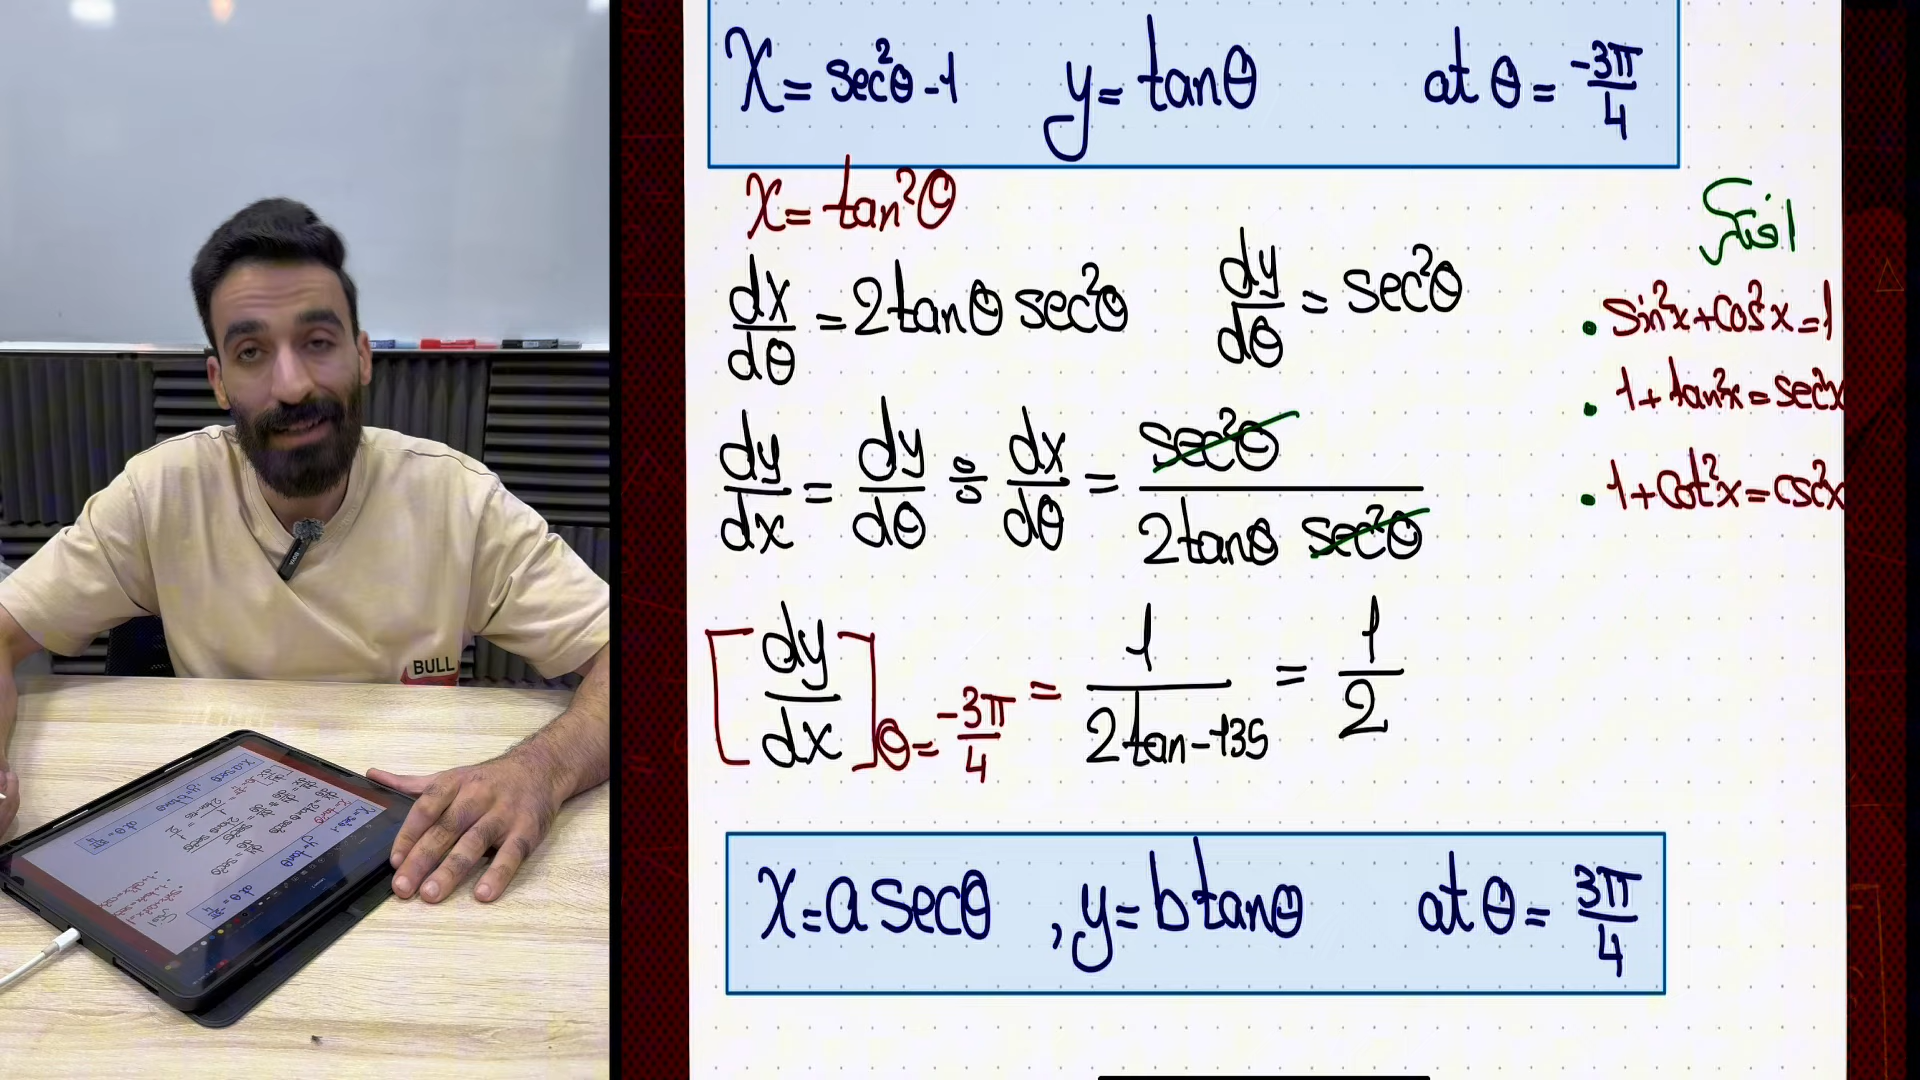 x = sec²θ - 1   y = tanθ   at θ = -3π/4
x = tan²θ
افتكر
dx/dθ = 2tanθ sec²θ   dy/dθ = sec²θ
• sin²x + cos²x = 1
• 1 + tan²x = sec²x
dy/dx = dy/dθ ÷ dx/dθ = sec²θ / 2tanθ sec²θ
• 1 + cot²x = csc²x
[dy/dx] θ = -3π/4 = 1 / 2tan-135 = 1/2
x = a secθ , y = b tanθ   at θ = 3π/4
BULL